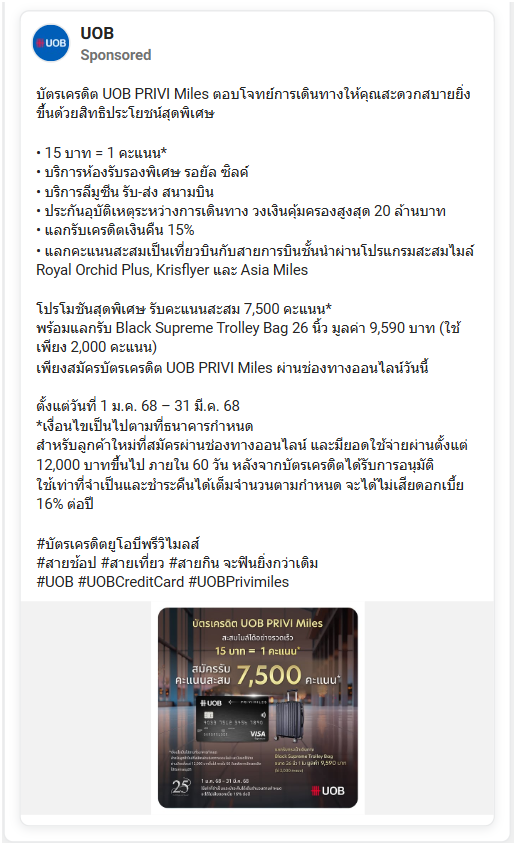 UOB
Sponsored
UOB
บัตรเครดิต UOB PRIVI Miles ตอบโจทย์การเดินทางให้คุณสะดวกสบายยิ่ง
ขึ้นด้วยสิทธิประโยชน์สุดพิเศษ
• 15 บาท = 1 คะแนน*
• บริการห้องรับรองพิเศษ รอยัล ซิลค์
• บริการลีมูซีน รับ-ส่ง สนามบิน
• ประกันอุบัติเหตุระหว่างการเดินทาง วงเงินคุ้มครองสูงสุด 20 ล้านบาท
• แลกรับเครดิตเงินคืน 15%
• แลกคะแนนสะสมเป็นเที่ยวบินกับสายการบินชั้นนำผ่านโปรแกรมสะสมไมล์
Royal Orchid Plus, Krisflyer และ Asia Miles
โปรโมชันสุดพิเศษ รับคะแนนสะสม 7,500 คะแนน*
พร้อมแลกรับ Black Supreme Trolley Bag 26 นิ้ว มูลค่า 9,590 บาท (ใช้
เพียง 2,000 คะแนน)
เพียงสมัครบัตรเครดิต UOB PRIVI Miles ผ่านช่องทางออนไลน์วันนี้
ตั้งแต่วันที่ 1 ม.ค. 68 – 31 มี.ค. 68
*เงื่อนไขเป็นไปตามที่ธนาคารกำหนด
สำหรับลูกค้าใหม่ที่สมัครผ่านช่องทางออนไลน์ และมียอดใช้จ่ายผ่านตั้งแต่
12,000 บาทขึ้นไป ภายใน 60 วัน หลังจากบัตรเครดิตได้รับการอนุมัติ
ใช้เท่าที่จำเป็นและชำระคืนได้เต็มจำนวนตามกำหนด จะได้ไม่เสียดอกเบี้ย
16% ต่อปี
#บัตรเครดิตยูโอบีพรีวิไมลส์
#สายช้อป #สายเที่ยว #สายกิน จะฟินยิ่งกว่าเดิม
#UOB #UOBCreditCard #UOBPrivimiles
บัตรเครดิต UOB PRIVI Miles
สะสมไมล์ได้อย่างรวดเร็ว
15 บาท = 1 คะแนน*
สมัครรับ
คะแนนสะสม 7,500 คะแนน*
UOB
PRIVI MILES
VISA
Black Supreme Trolley Bag
ขนาด 26 นิ้ว 1 ใบ มูลค่า 9,590 บาท
25
1 ม.ค. 68 - 31 มี.ค. 68
UOB